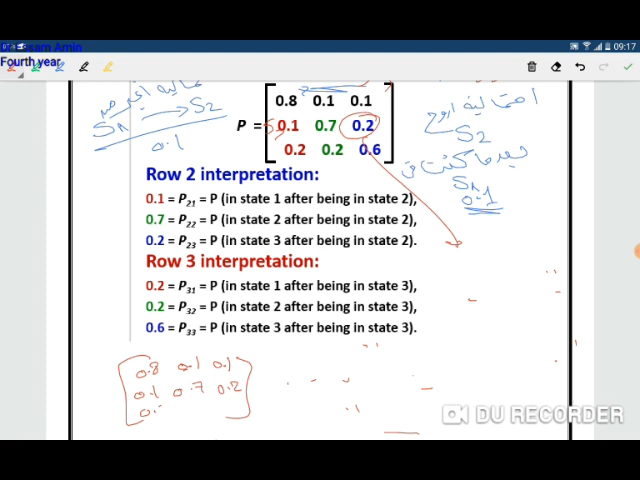 09:17
Dr Hosam Amin
Fourth year
0.8 0.1 0.1
P = 0.1 0.7 0.2
0.2 0.2 0.6
S1 → S2
0.1
احتمالية اروح
S2
بعد ما كنت في
S1
0.1
Row 2 interpretation:
0.1 = P21 = P (in state 1 after being in state 2),
0.7 = P22 = P (in state 2 after being in state 2),
0.2 = P23 = P (in state 3 after being in state 2).
Row 3 interpretation:
0.2 = P31 = P (in state 1 after being in state 3),
0.2 = P32 = P (in state 2 after being in state 3),
0.6 = P33 = P (in state 3 after being in state 3).
0.8 0.1 0.1
0.1 0.7 0.2
0.
DU RECORDER